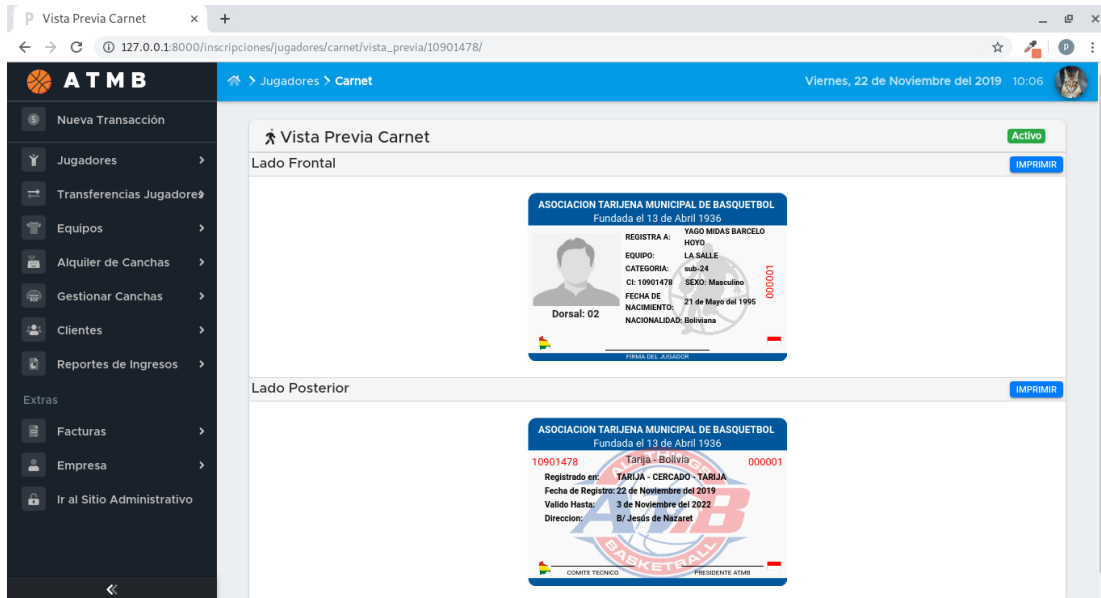 Vista Previa Carnet
127.0.0.1:8000/inscripciones/jugadores/carnet/vista_previa/10901478/
P
ATMB
Jugadores > Carnet
Viernes, 22 de Noviembre del 2019 10:06
Nueva Transacción
Jugadores
Transferencias Jugadores
Equipos
Alquiler de Canchas
Gestionar Canchas
Clientes
Reportes de Ingresos
Extras
Facturas
Empresa
Ir al Sitio Administrativo
Vista Previa Carnet
Activo
Lado Frontal
IMPRIMIR
ASOCIACION TARIJENA MUNICIPAL DE BASQUETBOL
Fundada el 13 de Abril 1936
REGISTRA A: YAGO MIDAS BARCELO
HOYO
EQUIPO: LA SALLE
CATEGORIA: sub-24
CI: 10901478 SEXO: Masculino
FECHA DE
NACIMIENTO: 21 de Mayo del 1995
NACIONALIDAD: Boliviana
000001
Dorsal: 02
FIRMA DEL JUGADOR
Lado Posterior
IMPRIMIR
ASOCIACION TARIJENA MUNICIPAL DE BASQUETBOL
Fundada el 13 de Abril 1936
10901478 Tarija - Bolivia 000001
Registrado en: TARIJA - CERCADO - TARIJA
Fecha de Registro: 22 de Noviembre del 2019
Valido Hasta: 3 de Noviembre del 2022
Direccion: B/ Jesús de Nazaret
ATB
BASKETBALL
COMITE TECNICO PRESIDENTE ATMB